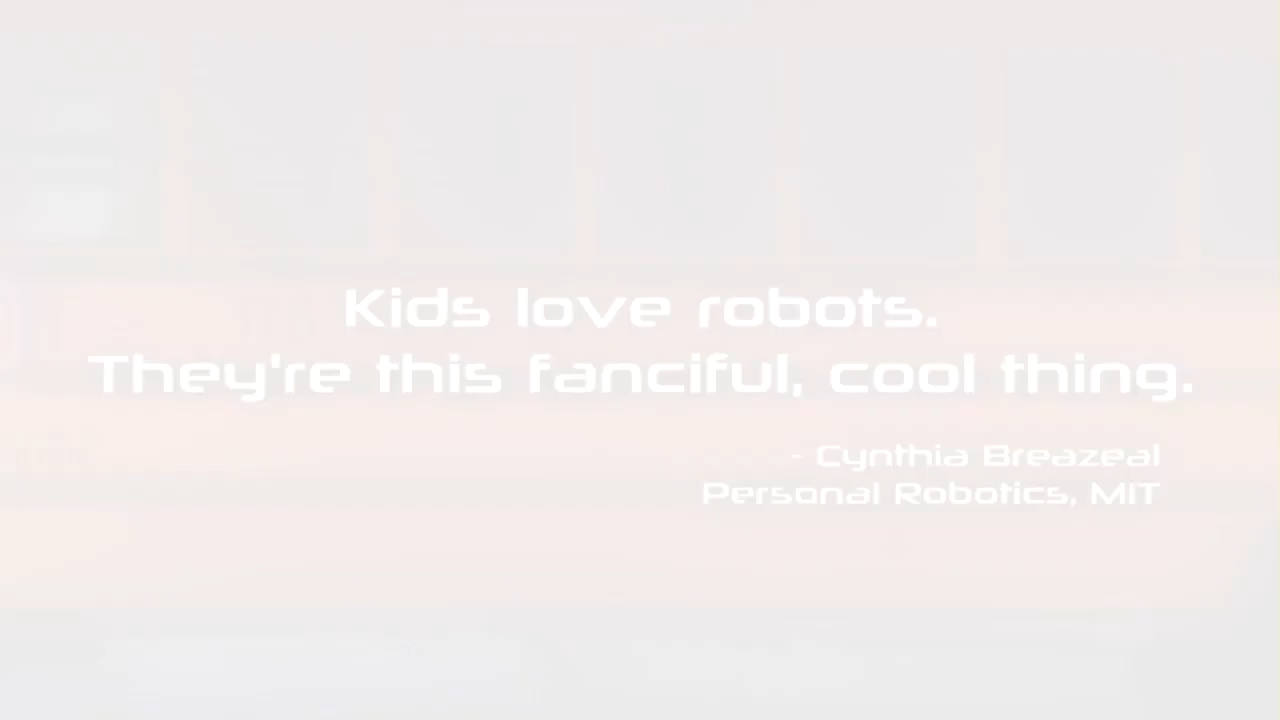 Kids love robots.
They're this fanciful, cool thing.
- Cynthia Breazeal
Personal Robotics, MIT